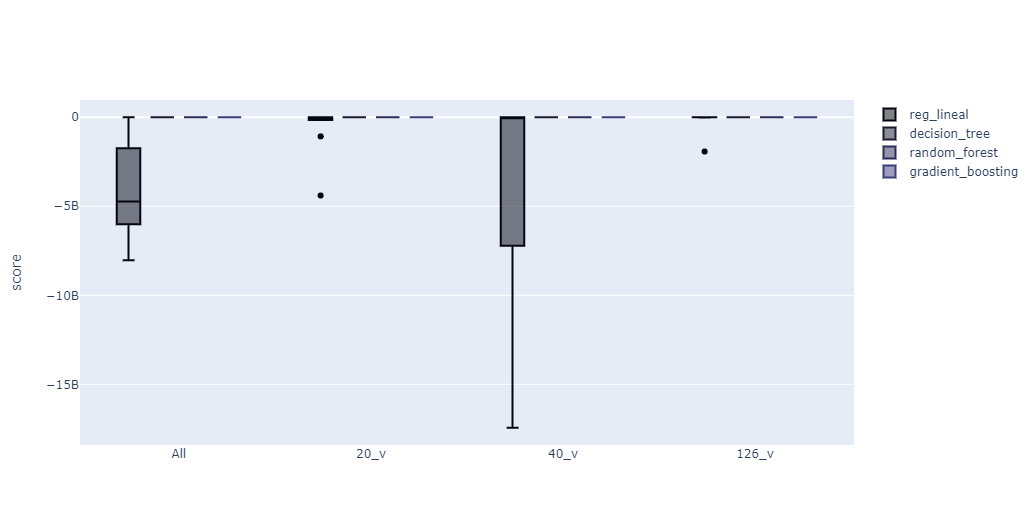 0
−5B
−10B
−15B
score
All
20_v
40_v
126_v
reg_lineal
decision_tree
random_forest
gradient_boosting